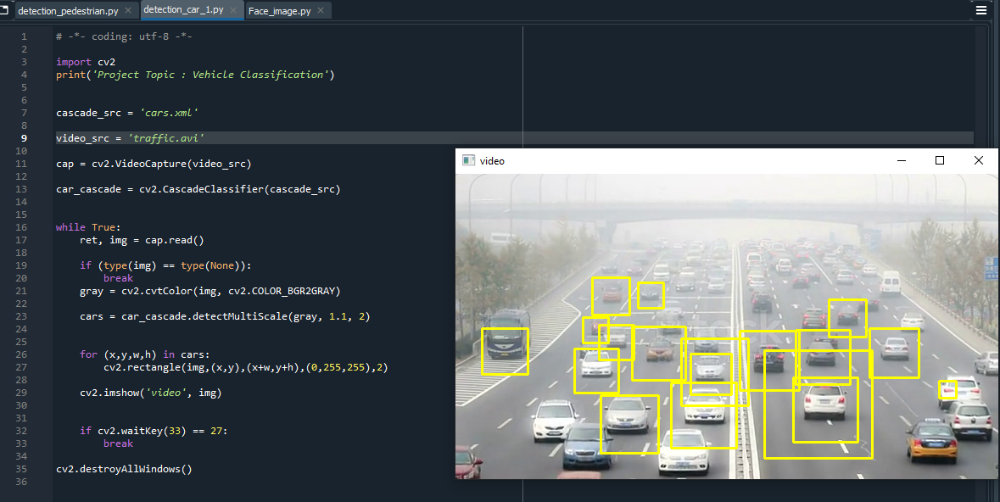 detection_pedestrian.py × detection_car_1.py × Face_image.py ×
1 # -*- coding: utf-8 -*-
2
3 import cv2
4 print('Project Topic : Vehicle Classification')
5
6
7 cascade_src = 'cars.xml'
8
9 video_src = 'traffic.avi'
10
11 cap = cv2.VideoCapture(video_src)
12
13 car_cascade = cv2.CascadeClassifier(cascade_src)
14
15
16 while True:
17     ret, img = cap.read()
18
19     if (type(img) == type(None)):
20         break
21     gray = cv2.cvtColor(img, cv2.COLOR_BGR2GRAY)
22
23     cars = car_cascade.detectMultiScale(gray, 1.1, 2)
24
25
26     for (x,y,w,h) in cars:
27         cv2.rectangle(img,(x,y),(x+w,y+h),(0,255,255),2)
28
29     cv2.imshow('video', img)
30
31
32     if cv2.waitKey(33) == 27:
33         break
34
35 cv2.destroyAllWindows()
36
video